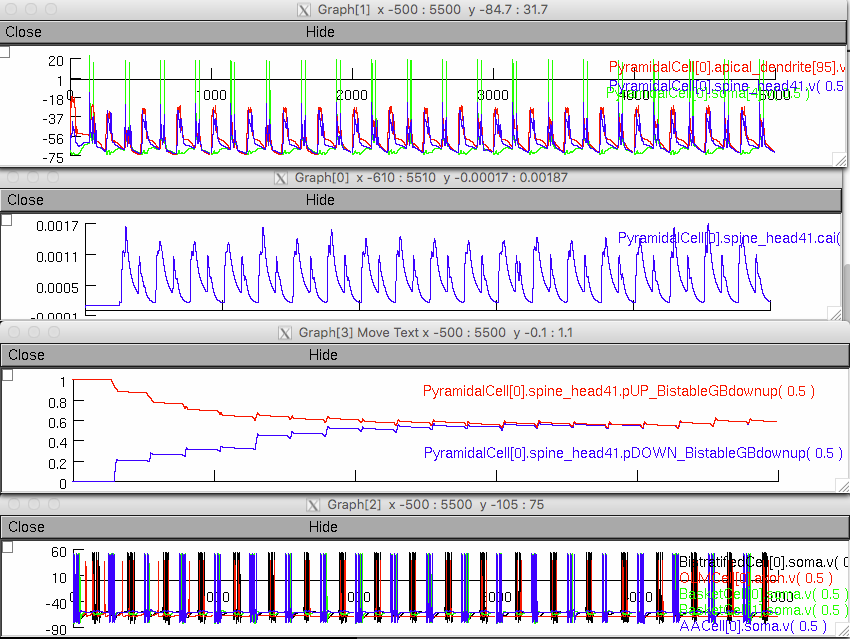 Graph[1] x -500 : 5500 y -84.7 : 31.7
Close Hide
20
PyramidalCell[0].apical_dendrite[95].v
1
PyramidalCell[0].spine_head41.v( 0.5
0 1000 2000 3000 4000 5000
-18
-37
-56
-75
Graph[0] x -610 : 5510 y -0.00017 : 0.00187
Close Hide
0.0017
PyramidalCell[0].spine_head41.cai(
0.0011
0.0005
-0.0001
Graph[3] Move Text x -500 : 5500 y -0.1 : 1.1
Close Hide
1
PyramidalCell[0].spine_head41.pUP_BistableGBdownup( 0.5 )
0.8
0.6
0.4
PyramidalCell[0].spine_head41.pDOWN_BistableGBdownup( 0.5 )
0.2
0
Graph[2] x -500 : 5500 y -105 : 75
Close Hide
60
BistratifiedCell[0].soma.v( 0
10
OLMCell[0].axon.v( 0.5 )
BasketCell[0].soma.v( 0.5 )
-40
BasketCell[1].soma.v( 0.5 )
AACell[0].soma.v( 0.5 )
-90